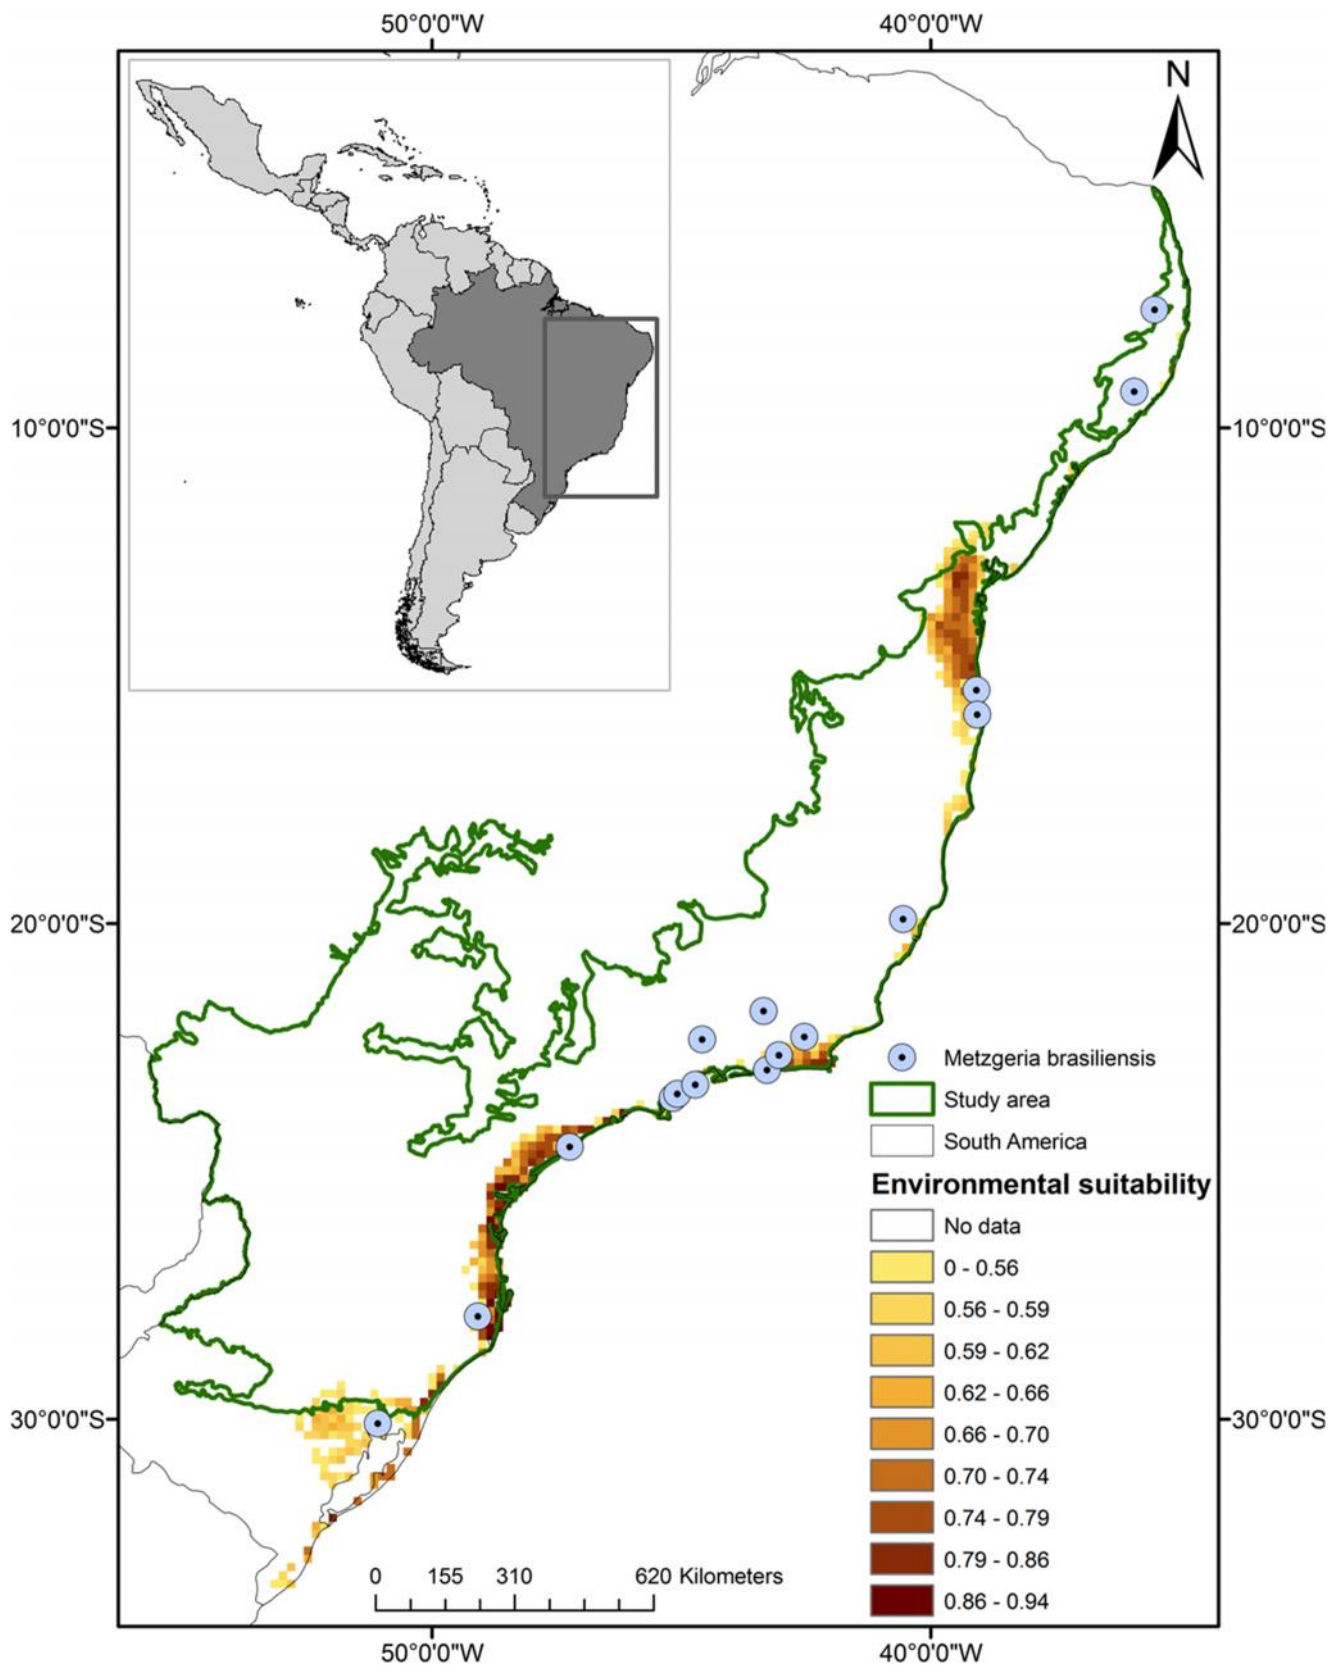 50°0'0"W 40°0'0"W
N
10°0'0"S 10°0'0"S
20°0'0"S 20°0'0"S
Metzgeria brasiliensis
Study area
South America
Environmental suitability
No data
0 - 0.56
0.56 - 0.59
0.59 - 0.62
0.62 - 0.66
30°0'0"S 30°0'0"S
0.66 - 0.70
0.70 - 0.74
0.74 - 0.79
0.79 - 0.86
0 155 310 620 Kilometers
0.86 - 0.94
50°0'0"W 40°0'0"W